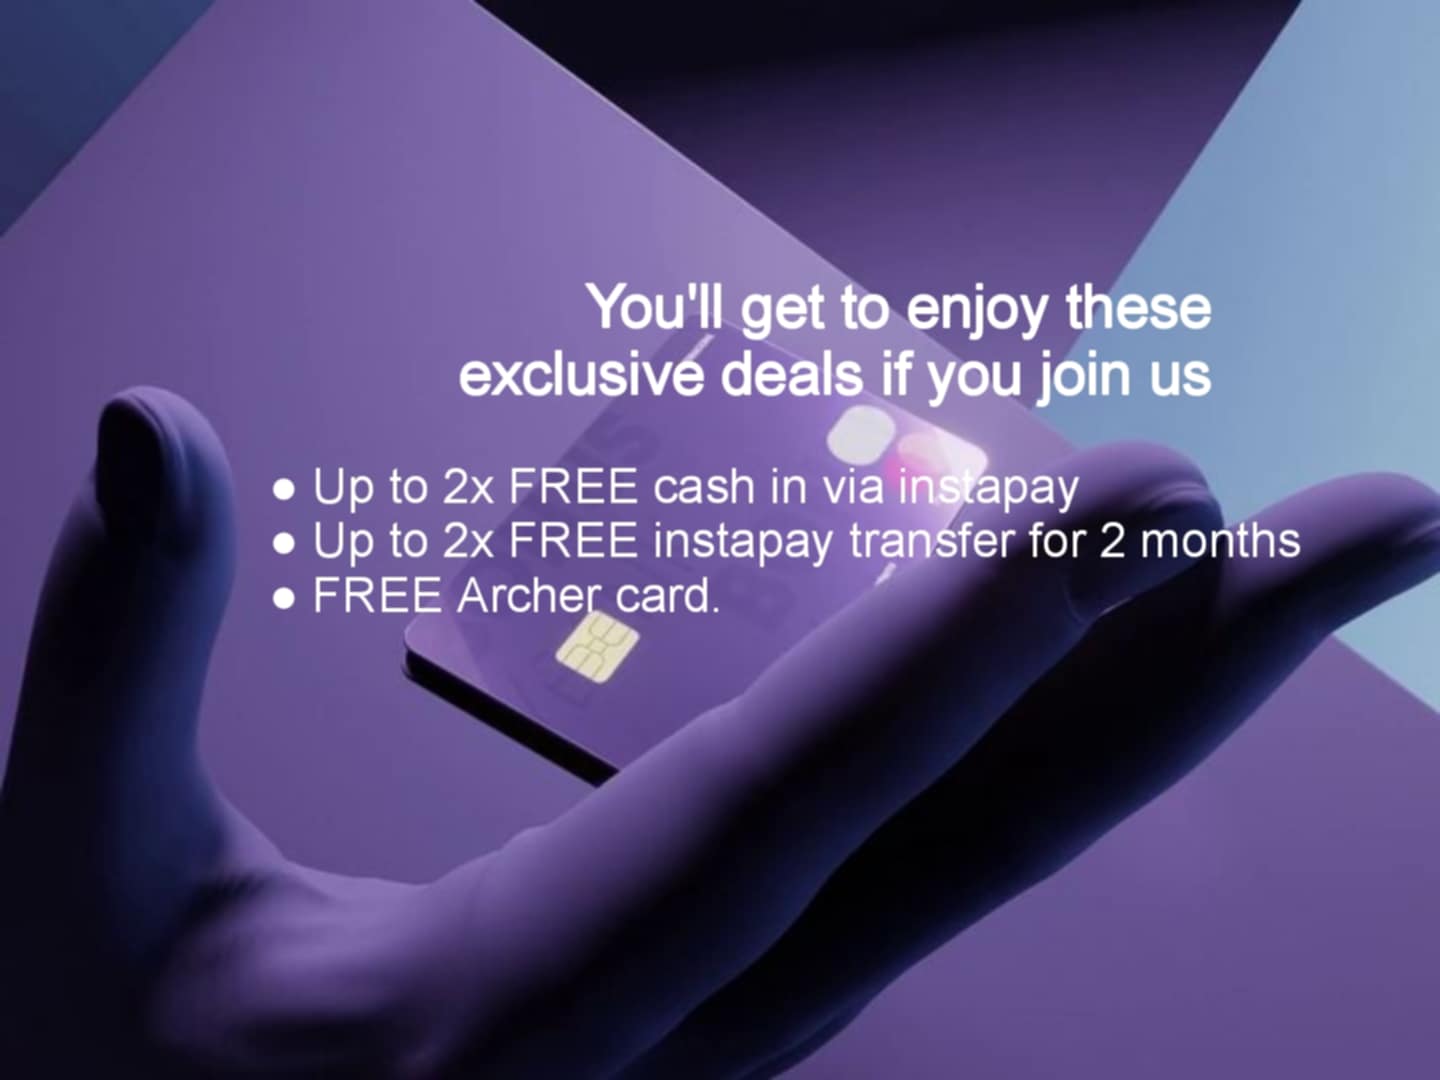 You'll get to enjoy these
exclusive deals if you join us
● Up to 2x FREE cash in via instapay
● Up to 2x FREE instapay transfer for 2 months
● FREE Archer card.